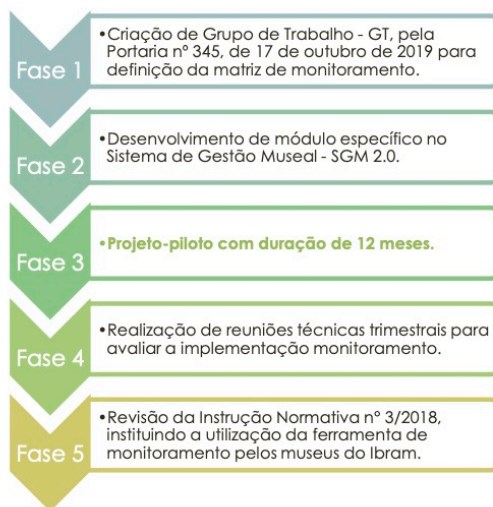 Fase 1
•Criação de Grupo de Trabalho - GT, pela
Portaria nº 345, de 17 de outubro de 2019 para
definição da matriz de monitoramento.
Fase 2
•Desenvolvimento de módulo específico no
Sistema de Gestão Museal - SGM 2.0.
Fase 3
•Projeto-piloto com duração de 12 meses.
Fase 4
•Realização de reuniões técnicas trimestrais para
avaliar a implementação monitoramento.
Fase 5
•Revisão da Instrução Normativa nº 3/2018,
instituindo a utilização da ferramenta de
monitoramento pelos museus do Ibram.